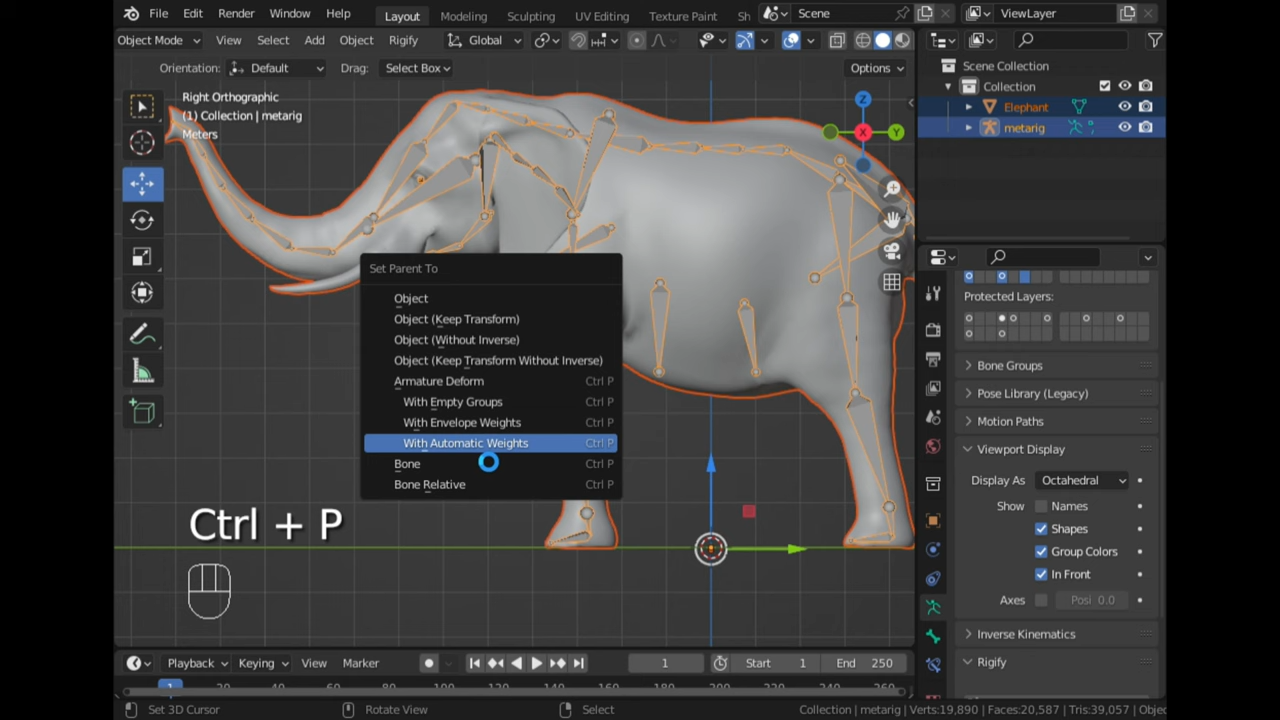 File Edit Render Window Help Layout Modeling Sculpting UV Editing Texture Paint Sh Scene ViewLayer
Object Mode View Select Add Object Rigify Global
Orientation: Default Drag: Select Box Options
Right Orthographic
(1) Collection | metarig
Meters
Z
X
Y
Scene Collection
Collection
Elephant
metarig
Set Parent To
Object
Object (Keep Transform)
Object (Without Inverse)
Object (Keep Transform Without Inverse)
Armature Deform Ctrl P
With Empty Groups Ctrl P
With Envelope Weights Ctrl P
With Automatic Weights Ctrl P
Bone Ctrl P
Bone Relative Ctrl P
Ctrl + P
Protected Layers:
Bone Groups
Pose Library (Legacy)
Motion Paths
Viewport Display
Display As Octahedral
Show Names
Shapes
Group Colors
In Front
Axes Posi 0.0
Inverse Kinematics
Rigify
Playback Keying View Marker 1 Start 1 End 250
1 20
Set 3D Cursor Rotate View Select Collection | metarig | Verts:19,890 | Faces:20,587 | Tris:39,057 | Objec